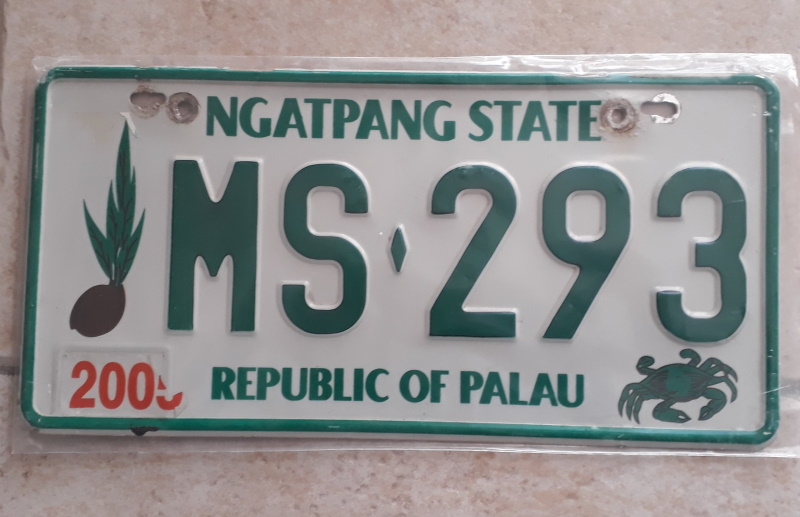 NGATPANG STATE
MS♦293
REPUBLIC OF PALAU